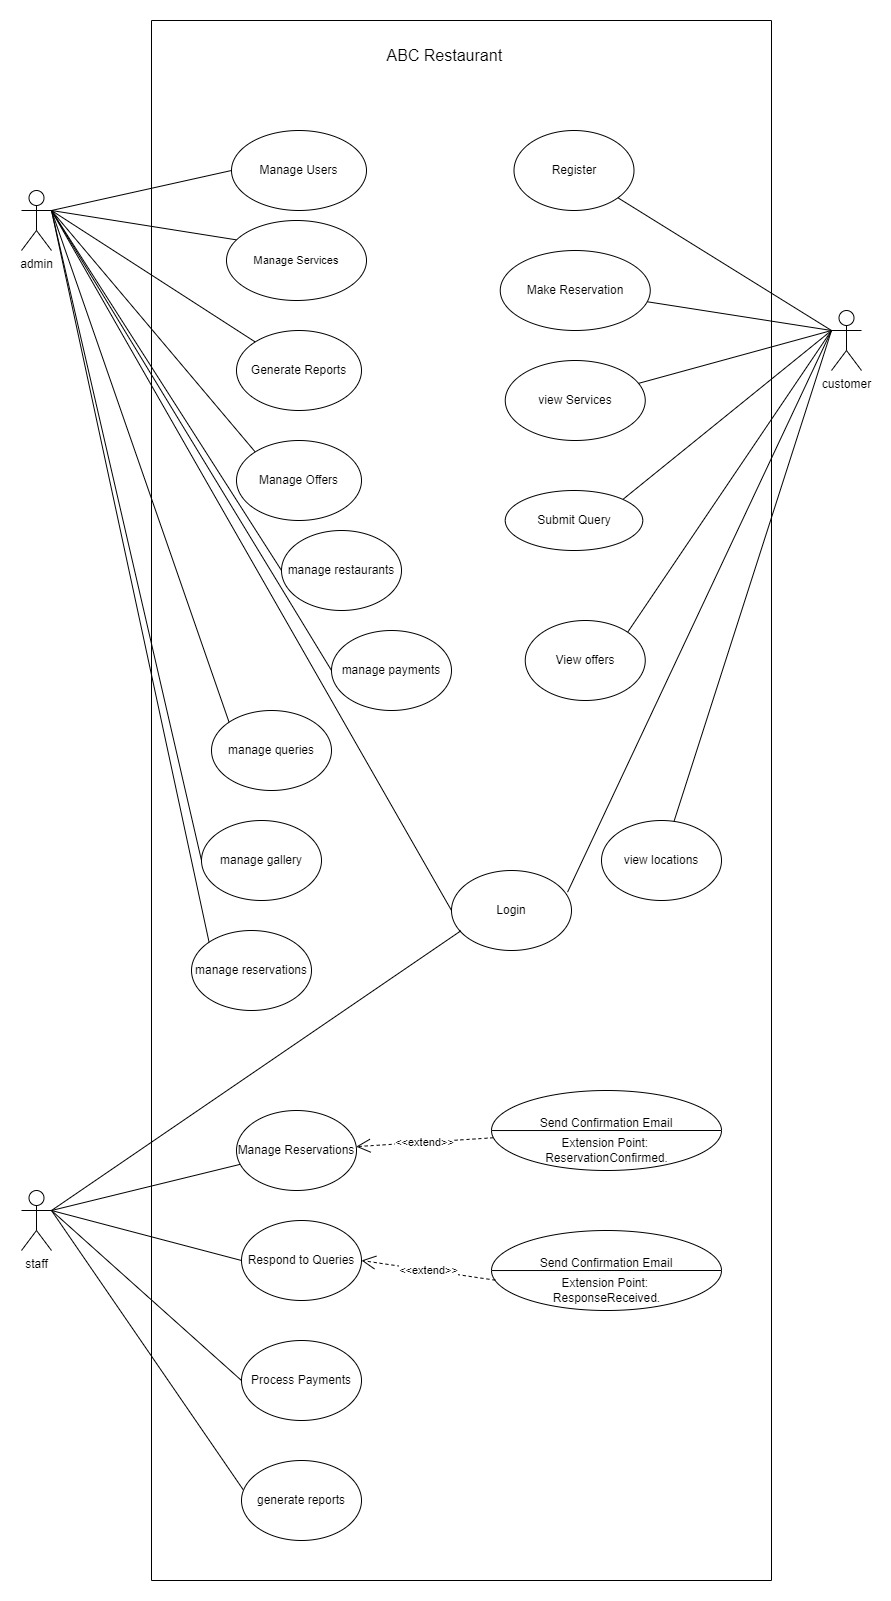 ABC Restaurant
Manage Users
Register
admin
Manage Services
Make Reservation
customer
Generate Reports
view Services
Manage Offers
Submit Query
manage restaurants
manage payments
View offers
manage queries
manage gallery
view locations
Login
manage reservations
Manage Reservations
<<extend>>
Send Confirmation Email
Extension Point:
ReservationConfirmed.
staff
Respond to Queries
<<extend>>
Send Confirmation Email
Extension Point:
ResponseReceived.
Process Payments
generate reports